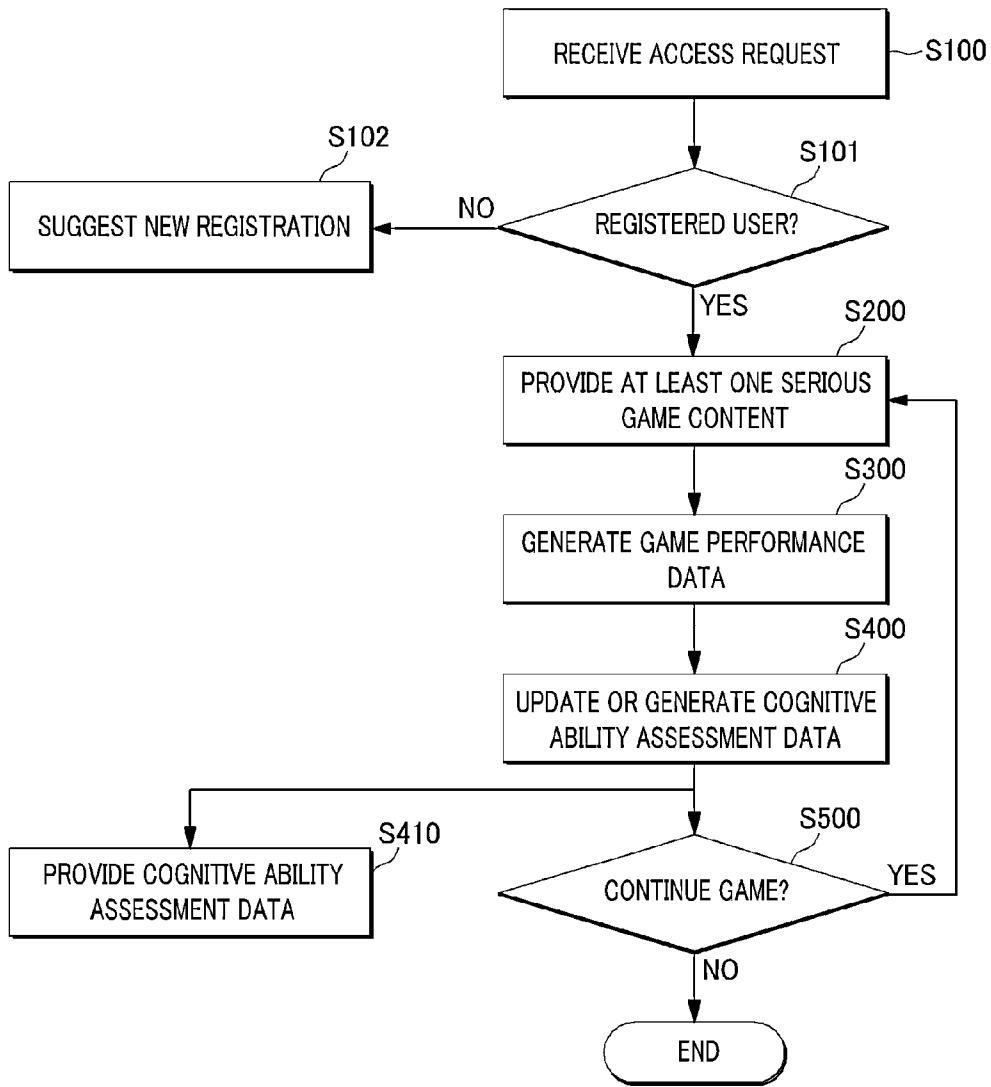 RECEIVE ACCESS REQUEST
S100
S102
S101
SUGGEST NEW REGISTRATION
NO
REGISTERED USER?
YES
S200
PROVIDE AT LEAST ONE SERIOUS
GAME CONTENT
S300
GENERATE GAME PERFORMANCE
DATA
S400
UPDATE OR GENERATE COGNITIVE
ABILITY ASSESSMENT DATA
S410
S500
PROVIDE COGNITIVE ABILITY
ASSESSMENT DATA
CONTINUE GAME?
YES
NO
END